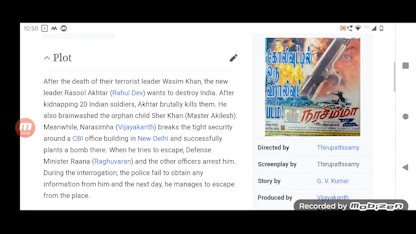 10:50
Plot
After the death of their terrorist leader Wasim Khan, the new
leader Rasool Akhtar (Rahul Dev) wants to destroy India. After
kidnapping 20 Indian soldiers, Akhtar brutally kills them. He
also brainwashed the orphan child Sher Khan (Master Akilesh).
Meanwhile, Narasimha (Vijayakanth) breaks the tight security
around a CBI office building in New Delhi and successfully
plants a bomb there. When he tries to escape, Defense
Minister Raana (Raghuvaran) and the other officers arrest him.
During the interrogation, the police fail to obtain any
information from him and the next day, he manages to escape
from the place.
ஒரு
படம்
நரசிம்மா
Directed by Thirupathisamy
Screenplay by Thirupathisamy
Story by G. V. Kumar
Produced by Vijayakanth
Recorded by Mobizen